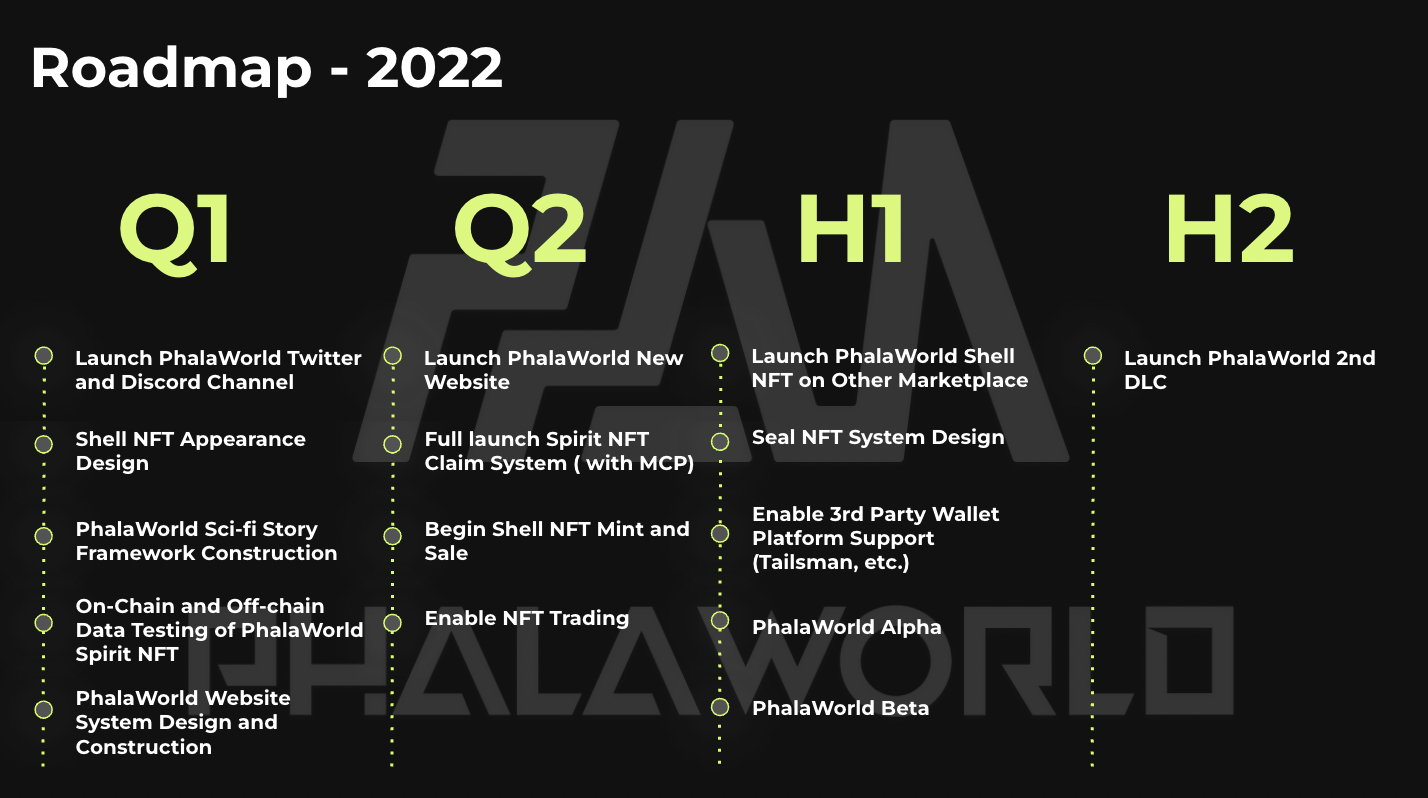 Roadmap - 2022
Q1
Launch PhalaWorld Twitter
and Discord Channel
Shell NFT Appearance
Design
PhalaWorld Sci-fi Story
Framework Construction
On-Chain and Off-chain
Data Testing of PhalaWorld
Spirit NFT
PhalaWorld Website
System Design and
Construction
Q2
Launch PhalaWorld New
Website
Full launch Spirit NFT
Claim System ( with MCP)
Begin Shell NFT Mint and
Sale
Enable NFT Trading
H1
Launch PhalaWorld Shell
NFT on Other Marketplace
Seal NFT System Design
Enable 3rd Party Wallet
Platform Support
(Tailsman, etc.)
PhalaWorld Alpha
PhalaWorld Beta
H2
Launch PhalaWorld 2nd
DLC
PHALAWORLD